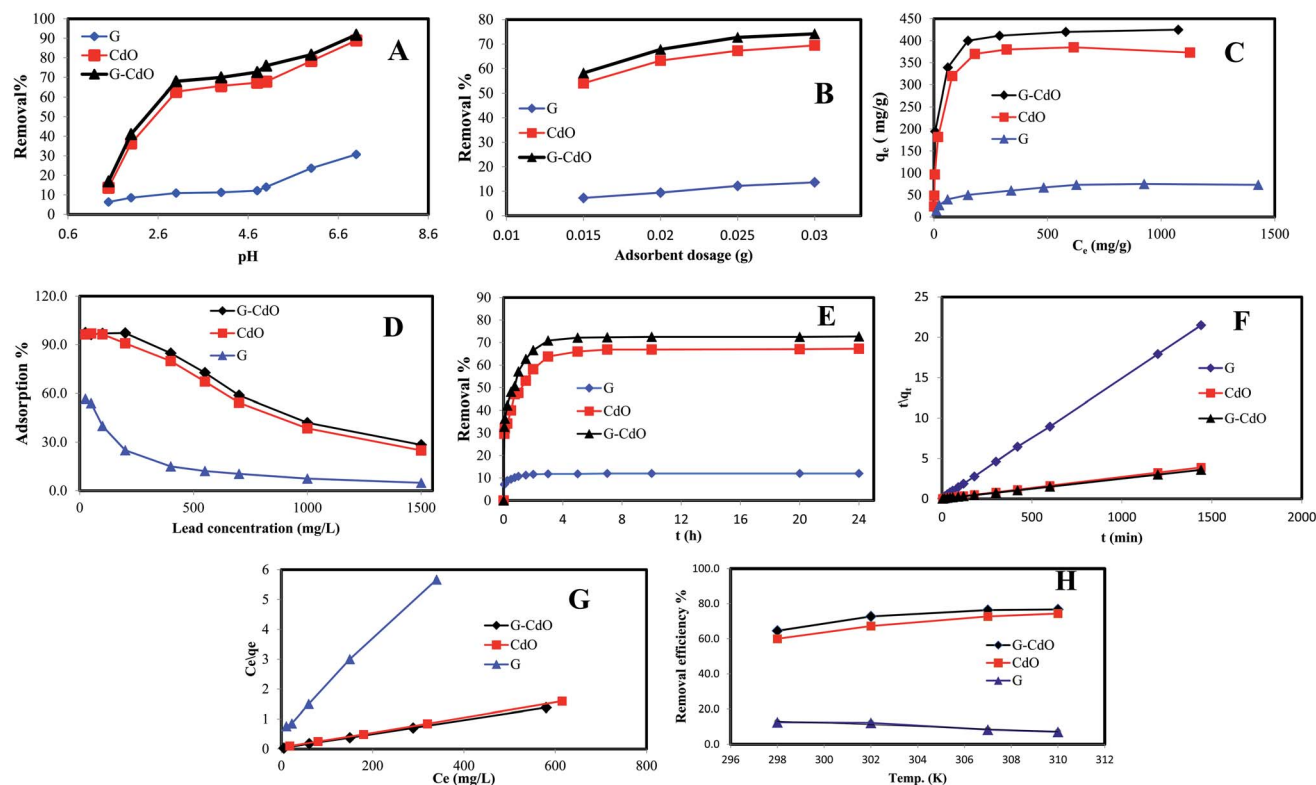 100
90
80
70
60
50
40
30
20
10
0
Removal%
G
CdO
G-CdO
A
0.6
2.6
4.6
6.6
8.6
pH
80
70
60
50
40
30
20
10
0
Removal %
G
CdO
G-CdO
B
0.01
0.015
0.02
0.025
0.03
Adsorbent dosage (g)
450
400
350
300
250
200
150
100
50
0
qe ( mg/g)
C
G-CdO
CdO
G
0
500
1000
1500
Ce (mg/g)
120.0
90.0
60.0
30.0
0.0
Adsorption %
D
G-CdO
CdO
G
0
500
1000
1500
Lead concentration (mg/L)
90
80
70
60
50
40
30
20
10
0
Removal %
E
G
CdO
G-CdO
0
4
8
12
16
20
24
t (h)
25
20
15
10
5
0
t\qt
F
G
CdO
G-CdO
0
500
1000
1500
2000
t (min)
6
5
4
3
2
1
0
Ce\qe
G
G-CdO
CdO
G
0
200
400
600
800
Ce (mg/L)
100.0
80.0
60.0
40.0
20.0
0.0
Removal efficiency %
H
G-CdO
CdO
G
296
298
300
302
304
306
308
310
312
Temp. (K)